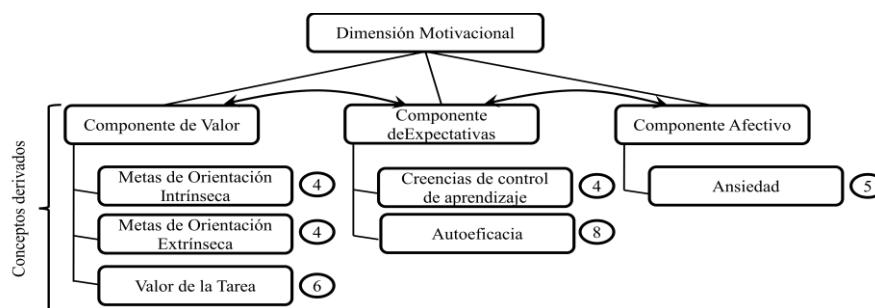 Dimensión Motivacional
Componente de Valor
Componente
deExpectativas
Componente Afectivo
Conceptos derivados
Metas de Orientación
Intrínseca
4
Creencias de control
de aprendizaje
4
Ansiedad
5
Metas de Orientación
Extrínseca
4
Autoeficacia
8
Valor de la Tarea
6